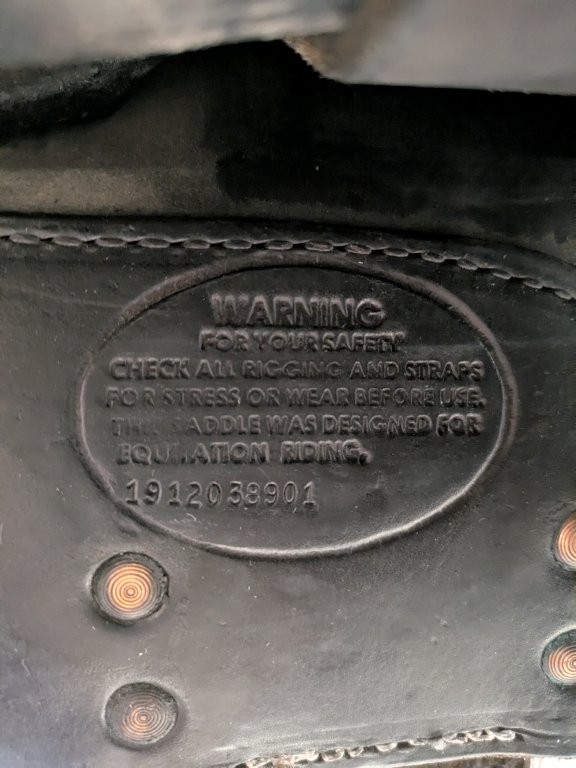 WARNING
FOR YOUR SAFETY
CHECK ALL RIGGING AND STRAPS
FOR STRESS OR WEAR BEFORE USE.
THIS SADDLE WAS DESIGNED FOR
EQUITATION RIDING.
1912038901